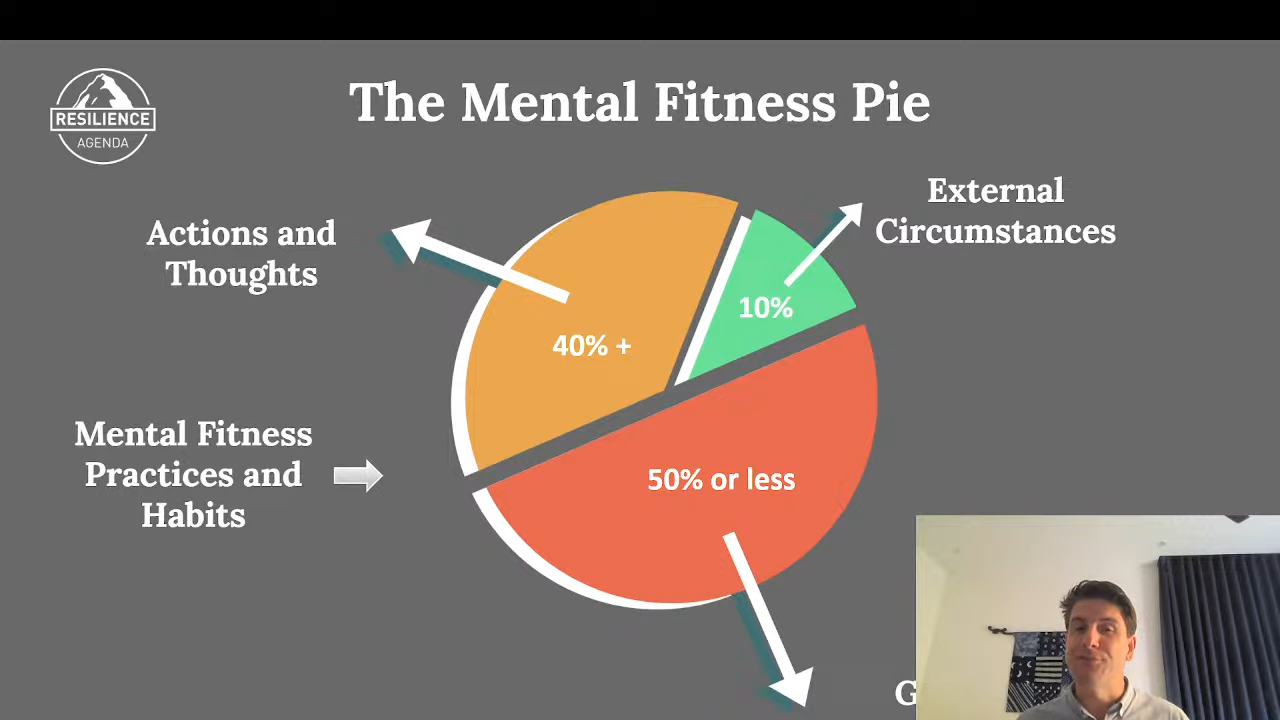 RESILIENCE
AGENDA
The Mental Fitness Pie
External
Circumstances
Actions and
Thoughts
10%
40% +
Mental Fitness
Practices and
Habits
50% or less
G